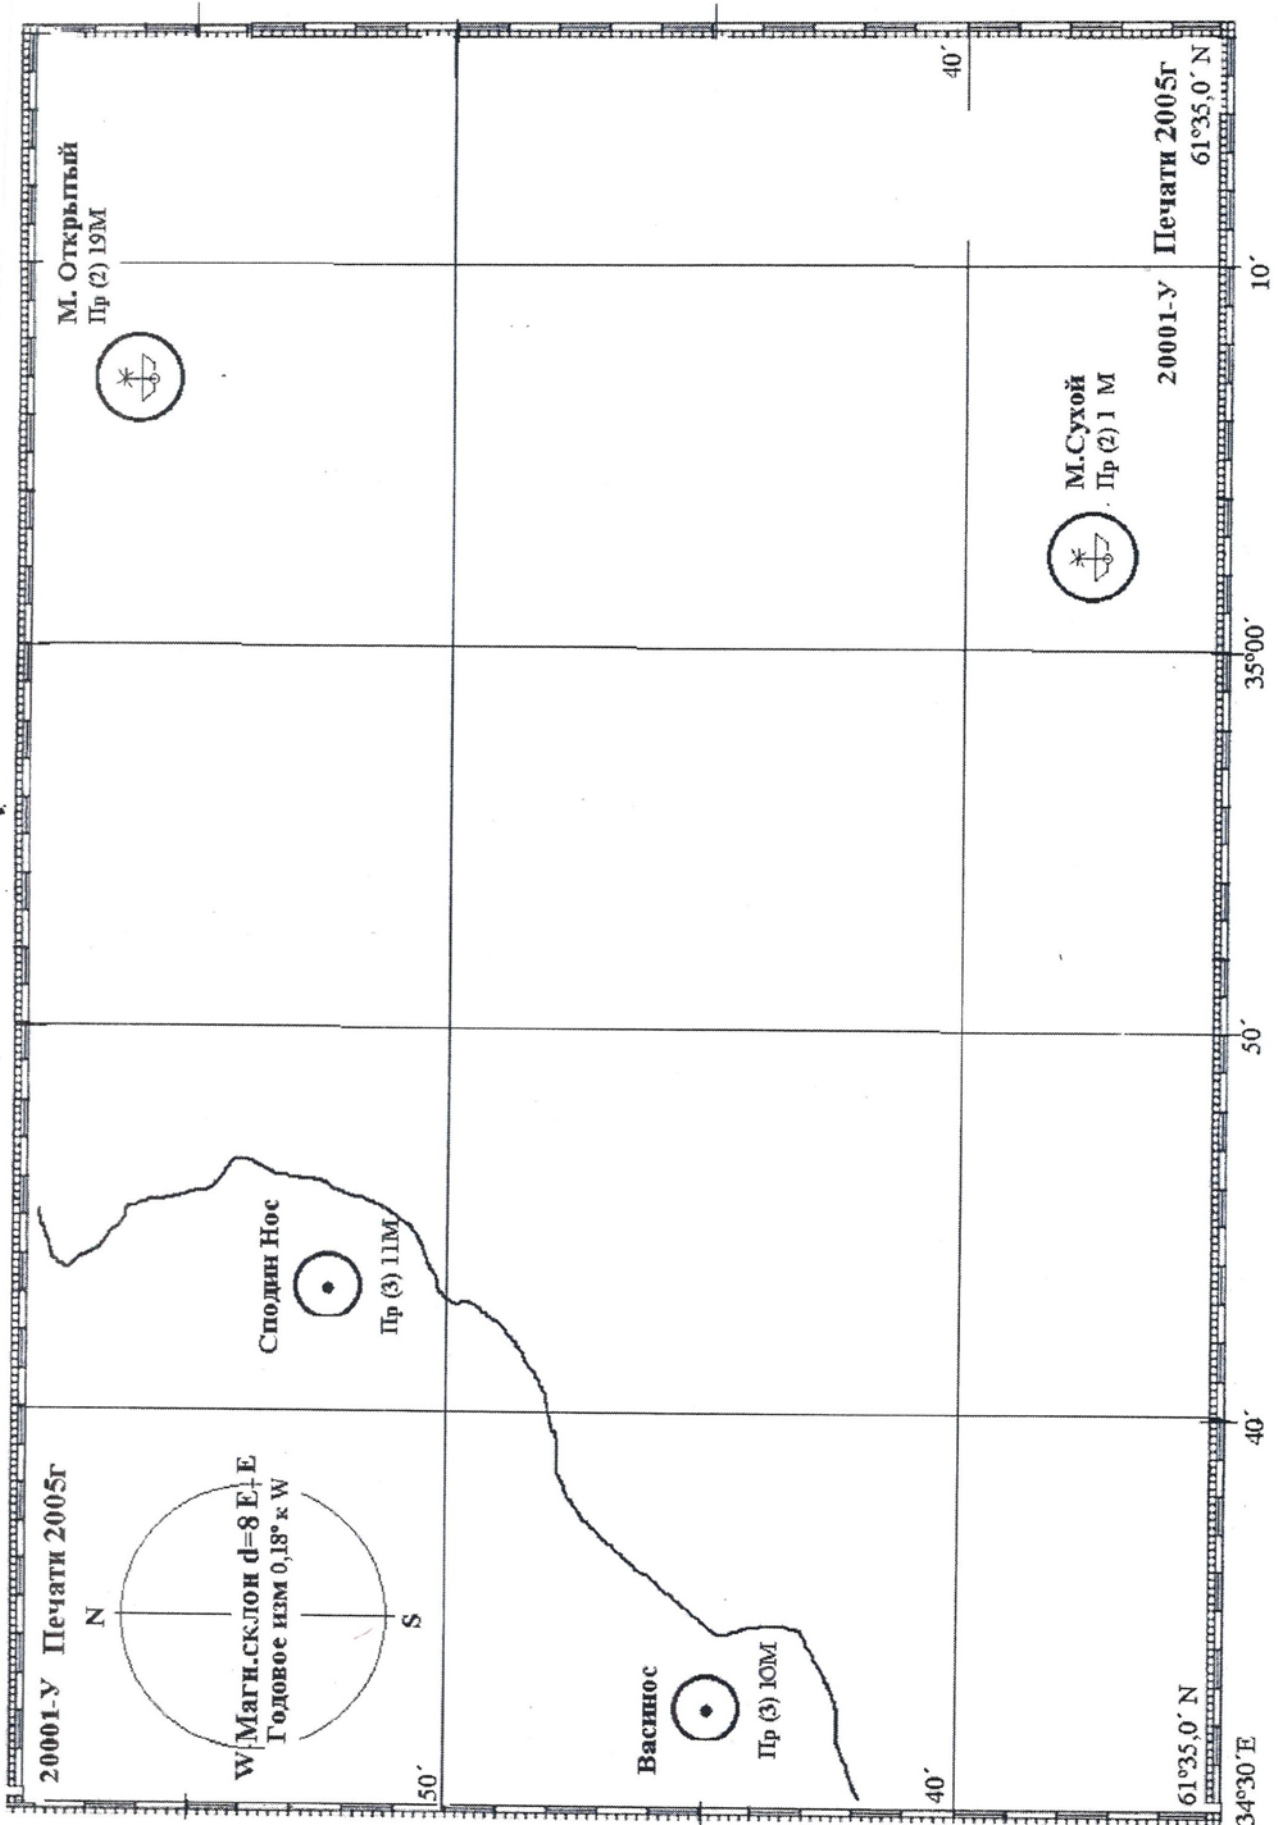 20001-У Печати 2005г
N
W Магн.склон d=8 E E
Годовое изм 0,18° к W
S
Сподин Нос
Пр (3) 11М
М. Открытый
Пр (2) 19М
50´
Васинос
Пр (3) 10М
М.Сухой
Пр (2) 1 М
40´
40´
20001-У Печати 2005г
61°35,0´ N
61°35,0´ N
34°30´E
40´
50´
35°00´
10´